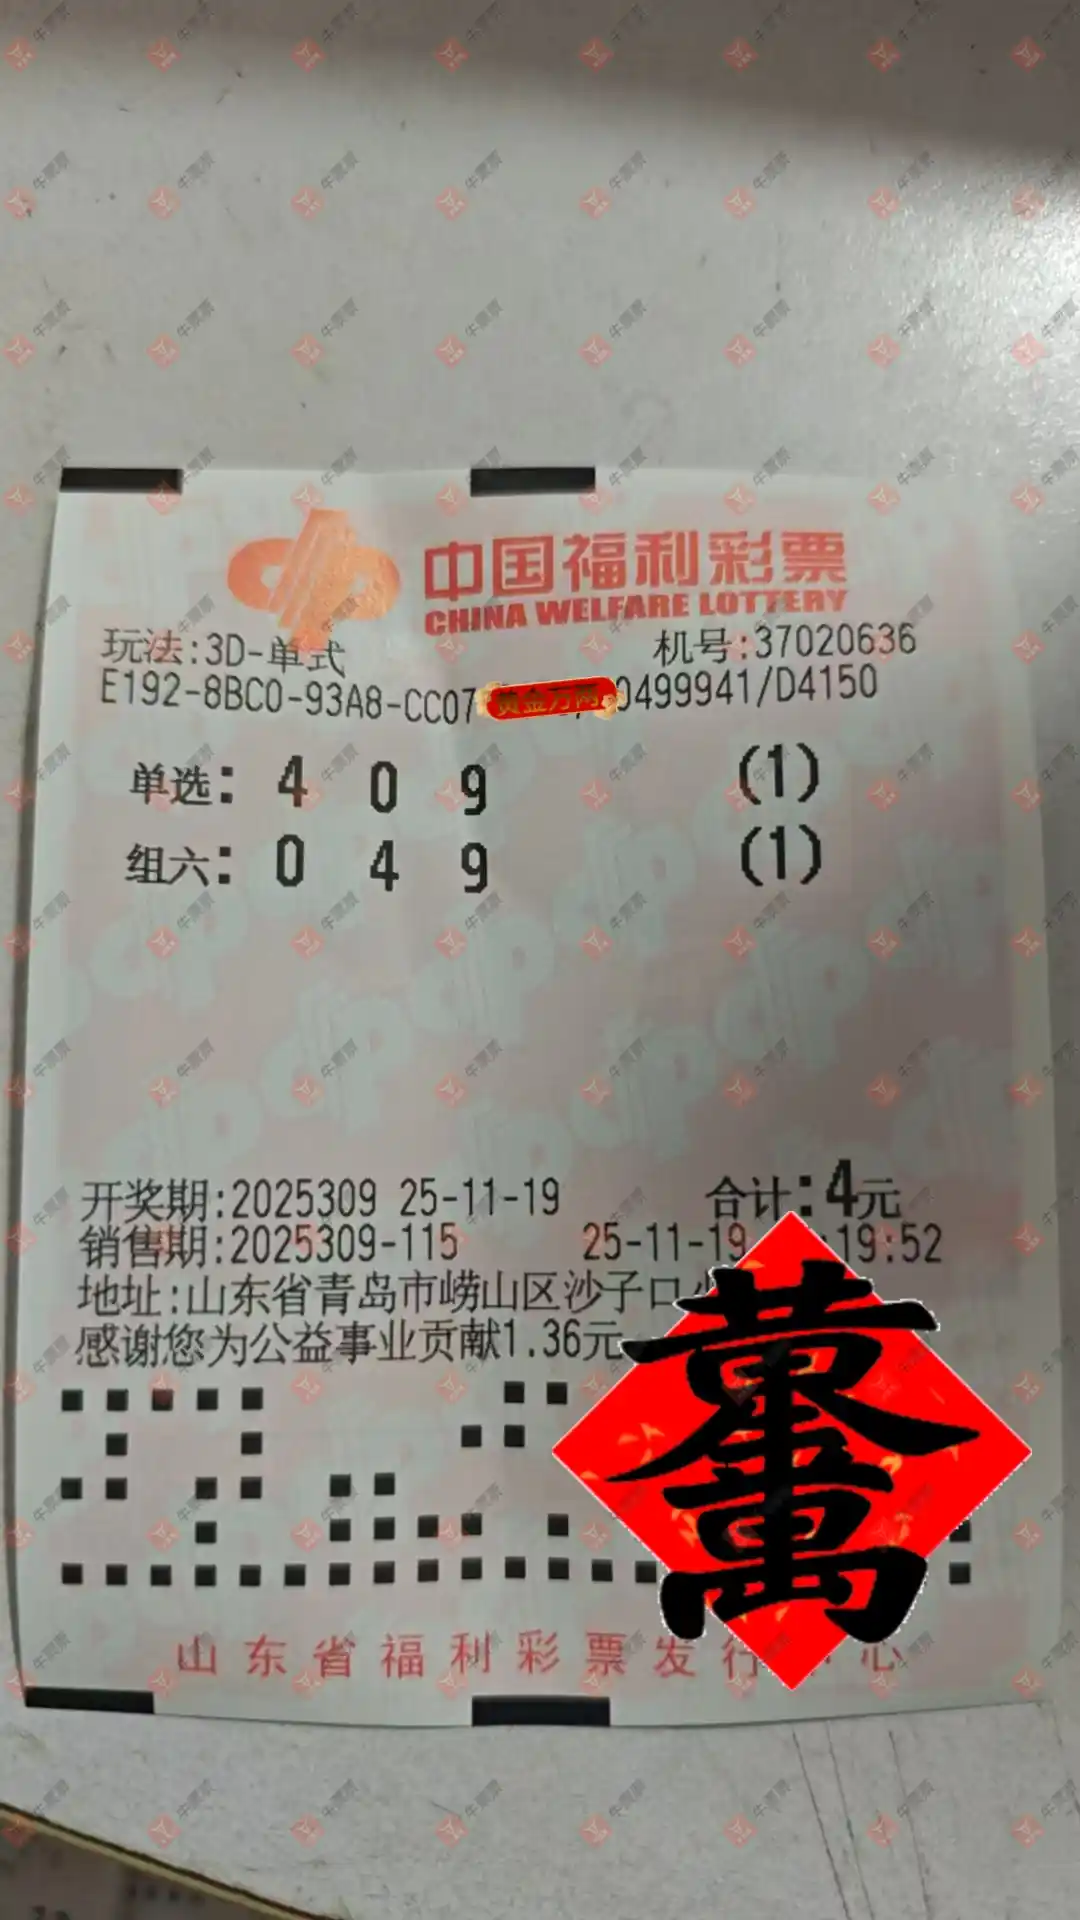 中国福利彩票
CHINA WELFARE LOTTERY
玩法:3D-单式 机号:37020636
E192-8BC0-93A8-CC07 黄金万两 0499941/D4150
单选: 4 0 9 (1)
组六: 0 4 9 (1)
开奖期:2025309 25-11-19 合计:4元
销售期:2025309-115 25-11-19 :19:52
地址:山东省青岛市崂山区沙子口
感谢您为公益事业贡献1.36元
山东省福利彩票发行中心
牛票票